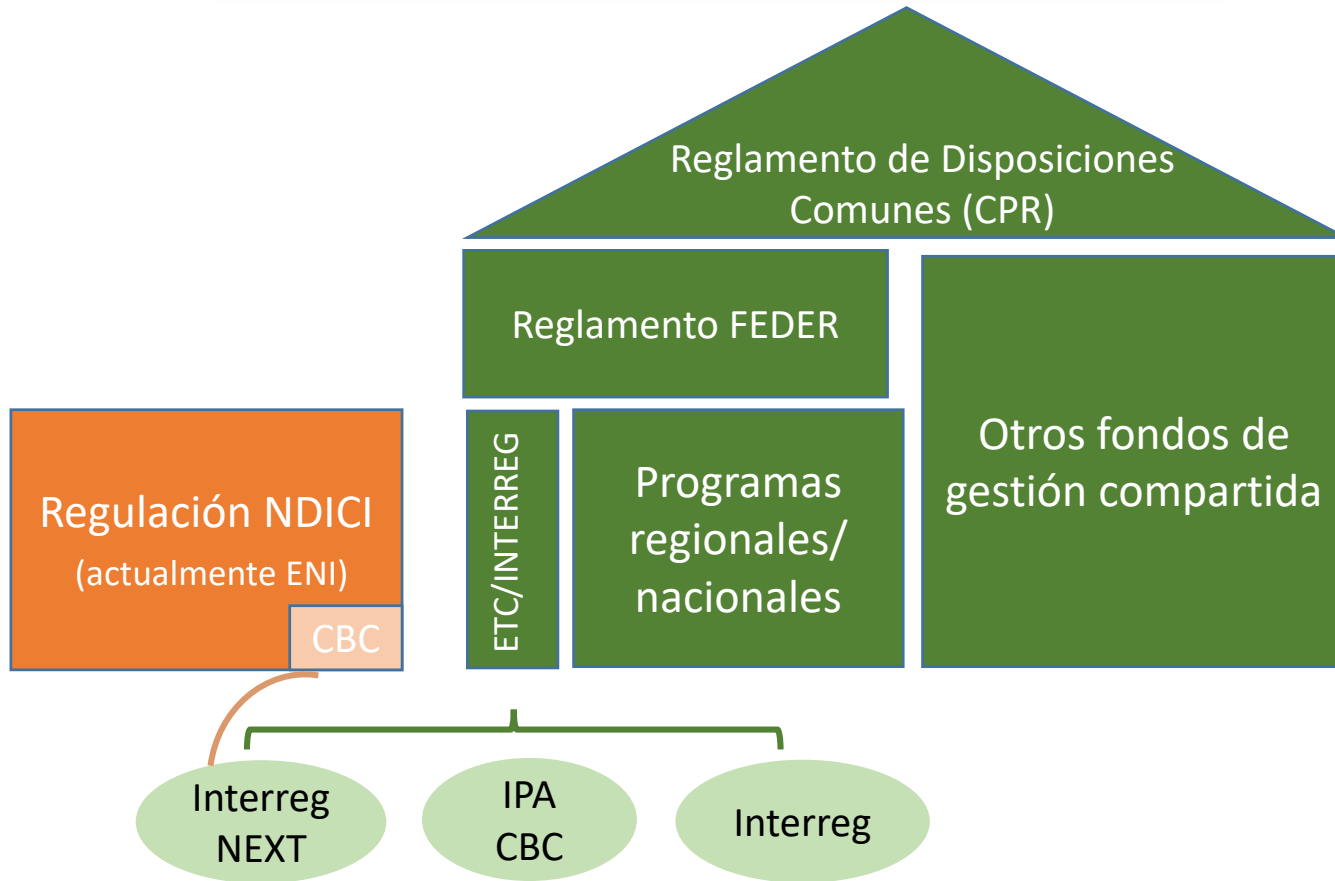 Reglamento de Disposiciones
Comunes (CPR)
Reglamento FEDER
Regulación NDICI
(actualmente ENI)
CBC
ETC/INTERREG
Programas
regionales/
nacionales
Otros fondos de
gestión compartida
Interreg
NEXT
IPA
CBC
Interreg